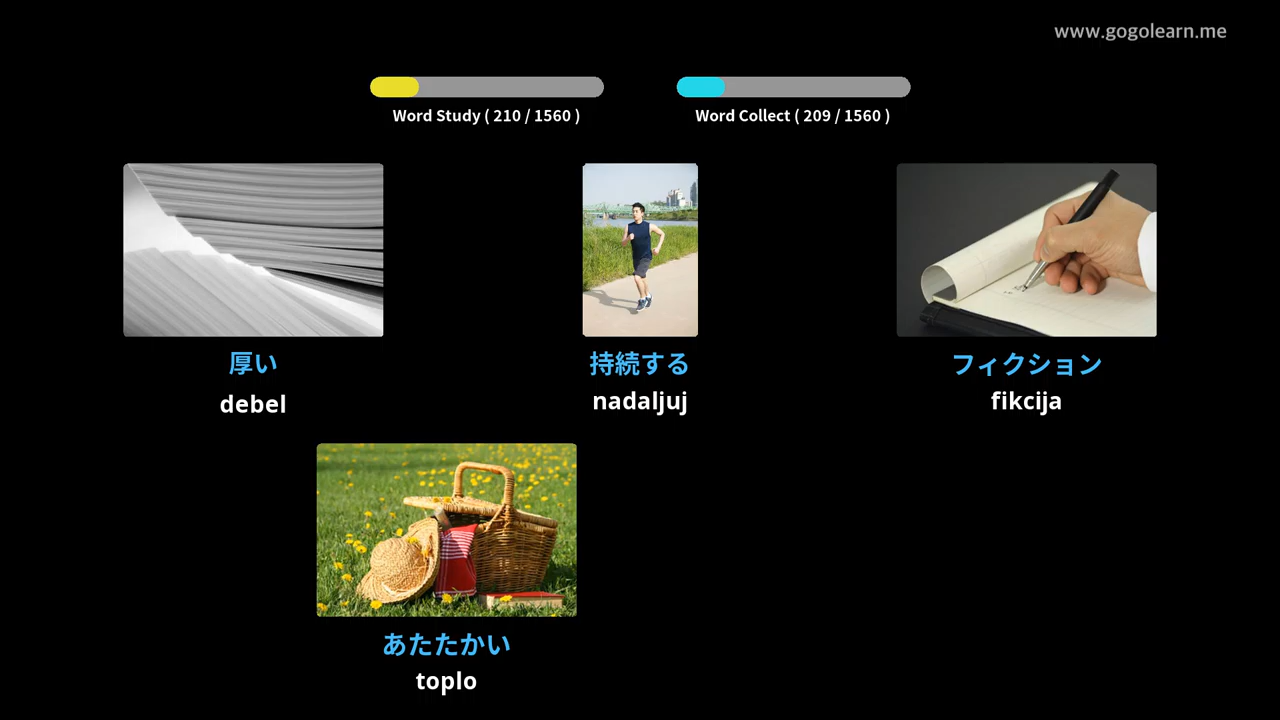 www.gogolearn.me
Word Study ( 210 / 1560 )
Word Collect ( 209 / 1560 )
厚い
debel
持続する
nadaljuj
フィクション
fikcija
あたたかい
toplo